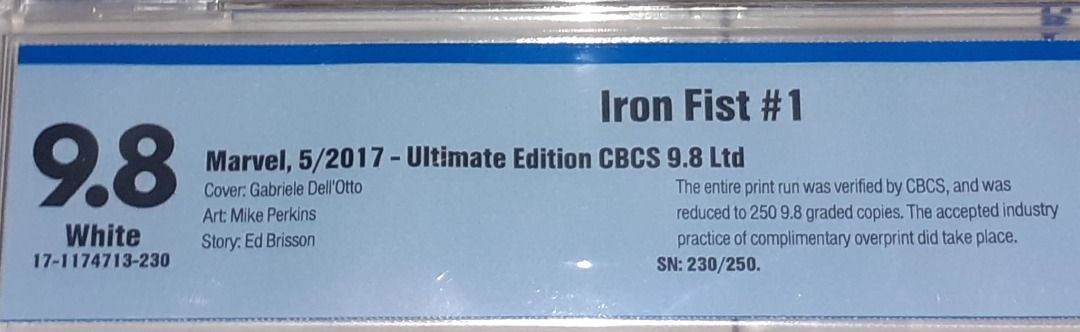 Iron Fist #1
9.8
White
17-1174713-230
Marvel, 5/2017 - Ultimate Edition CBCS 9.8 Ltd
Cover: Gabriele Dell'Otto
Art: Mike Perkins
Story: Ed Brisson
The entire print run was verified by CBCS, and was
reduced to 250 9.8 graded copies. The accepted industry
practice of complimentary overprint did take place.
SN: 230/250.